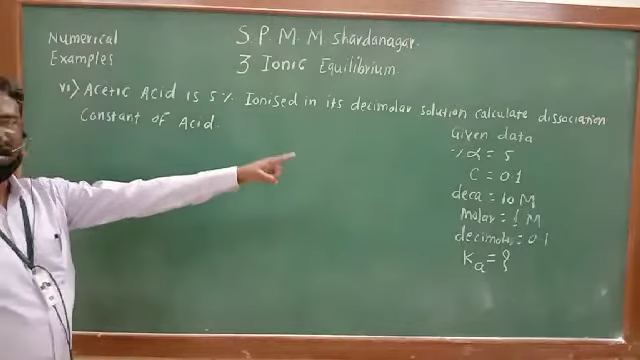 Numerical
Examples
S.P.M.M Shardanagar.
3 Ionic Equilibrium
vi) Acetic Acid is 5% Ionised in its decimolar solution calculate dissociation
Constant of Acid.
Given data
% α = 5
C = 0.1
deca = 10 M
Molar = 1 M
decimolar = 0.1
Ka = ?